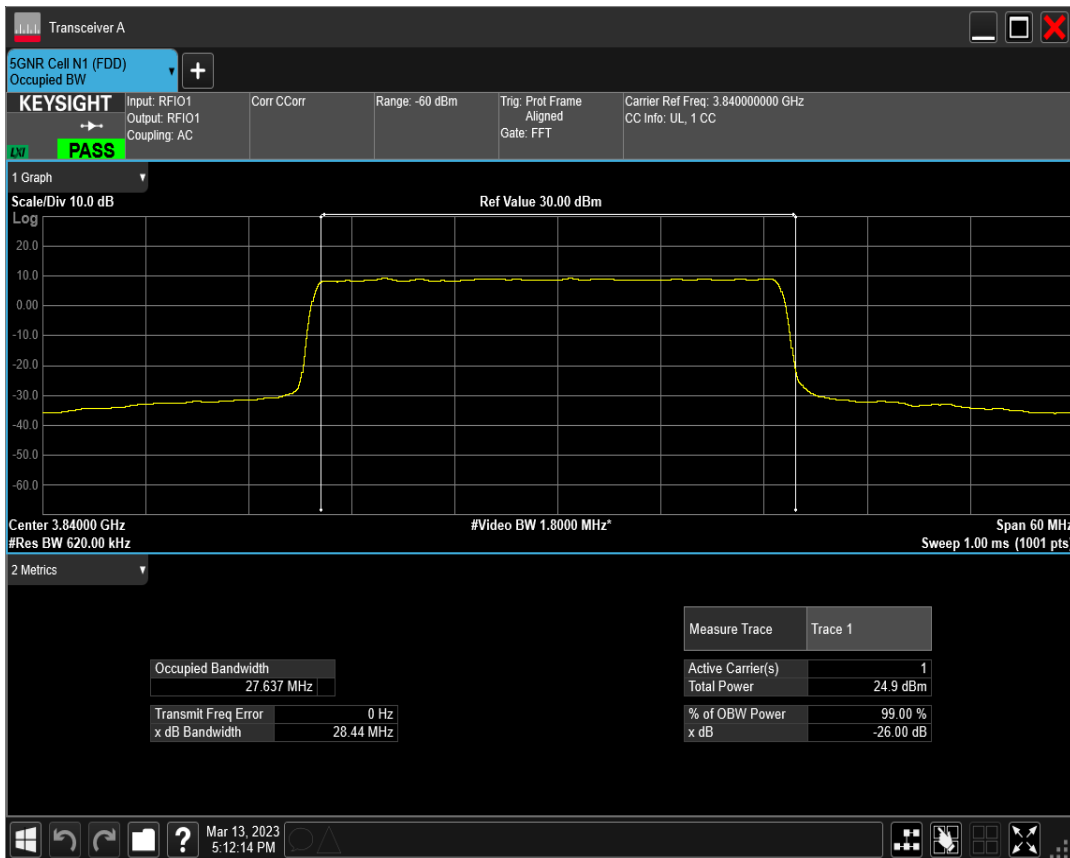 Transceiver A
5GNR Cell N1 (FDD)
Occupied BW
+
KEYSIGHT
LXI
PASS
Input: RFIO1
Output: RFIO1
Coupling: AC
Corr CCorr
Range: -60 dBm
Trig: Prot Frame
Aligned
Gate: FFT
Carrier Ref Freq: 3.840000000 GHz
CC Info: UL, 1 CC
1 Graph
Scale/Div 10.0 dB
Ref Value 30.00 dBm
Log
20.0
10.0
0.00
-10.0
-20.0
-30.0
-40.0
-50.0
-60.0
Center 3.84000 GHz
#Video BW 1.8000 MHz*
Span 60 MHz
#Res BW 620.00 kHz
Sweep 1.00 ms (1001 pts)
2 Metrics
Measure Trace Trace 1
Occupied Bandwidth
27.637 MHz
Active Carrier(s) 1
Total Power 24.9 dBm
Transmit Freq Error 0 Hz
x dB Bandwidth 28.44 MHz
% of OBW Power 99.00 %
x dB -26.00 dB
?
Mar 13, 2023
5:12:14 PM